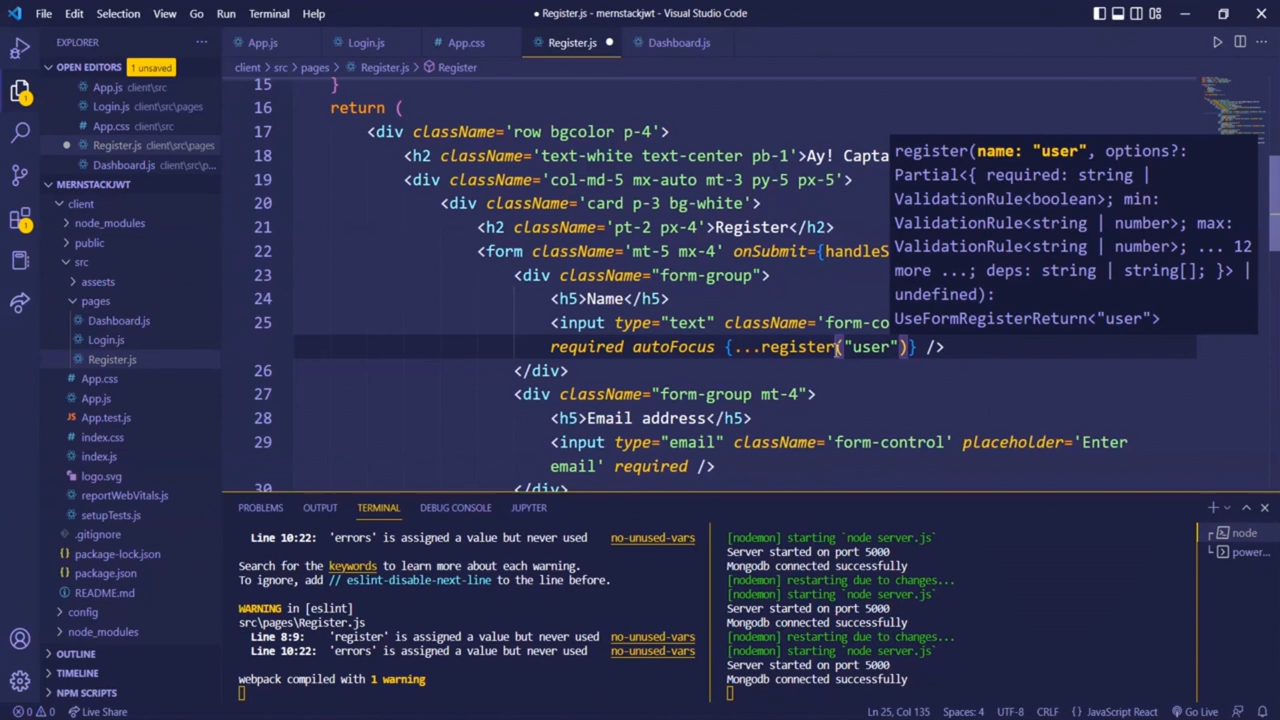 File Edit Selection View Go Run Terminal Help
● Register.js - mernstackjwt - Visual Studio Code
EXPLORER
App.js
Login.js
App.css
Register.js
Dashboard.js
OPEN EDITORS 1 unsaved
App.js client\src
Login.js client\src\pages
App.css client\src
Register.js client\src\pages
Dashboard.js client\src\p...
MERNSTACKJWT
client
node_modules
public
src
assests
pages
Dashboard.js
Login.js
Register.js
App.css
App.js
App.test.js
index.css
index.js
logo.svg
reportWebVitals.js
setupTests.js
.gitignore
package-lock.json
package.json
README.md
config
node_modules
OUTLINE
TIMELINE
NPM SCRIPTS
client > src > pages > Register.js > Register
15 }
16 return (
17 <div className='row bgcolor p-4'>
18 <h2 className='text-white text-center pb-1'>Ay! Capta
19 <div className='col-md-5 mx-auto mt-3 py-5 px-5'>
20 <div className='card p-3 bg-white'>
21 <h2 className='pt-2 px-4'>Register</h2>
22 <form className='mt-5 mx-4' onSubmit={handleS
23 <div className="form-group">
24 <h5>Name</h5>
25 <input type="text" className='form-co
required autoFocus {...register("user")} />
26 </div>
27 <div className="form-group mt-4">
28 <h5>Email address</h5>
29 <input type="email" className='form-control' placeholder='Enter
email' required />
30 </div>
register(name: "user", options?:
Partial<{ required: string |
ValidationRule<boolean>; min:
ValidationRule<string | number>; max:
ValidationRule<string | number>; ... 12
more ...; deps: string | string[]; }> |
undefined):
UseFormRegisterReturn<"user">
PROBLEMS OUTPUT TERMINAL DEBUG CONSOLE JUPYTER
Line 10:22: 'errors' is assigned a value but never used no-unused-vars
Search for the keywords to learn more about each warning.
To ignore, add // eslint-disable-next-line to the line before.
WARNING in [eslint]
src\pages\Register.js
Line 8:9: 'register' is assigned a value but never used no-unused-vars
Line 10:22: 'errors' is assigned a value but never used no-unused-vars
webpack compiled with 1 warning
[nodemon] starting `node server.js`
Server started on port 5000
Mongodb connected successfully
[nodemon] restarting due to changes...
[nodemon] starting `node server.js`
Server started on port 5000
Mongodb connected successfully
[nodemon] restarting due to changes...
[nodemon] starting `node server.js`
Server started on port 5000
Mongodb connected successfully
node
power...
0 0 Live Share
Ln 25, Col 135 Spaces: 4 UTF-8 CRLF {} JavaScript React Go Live